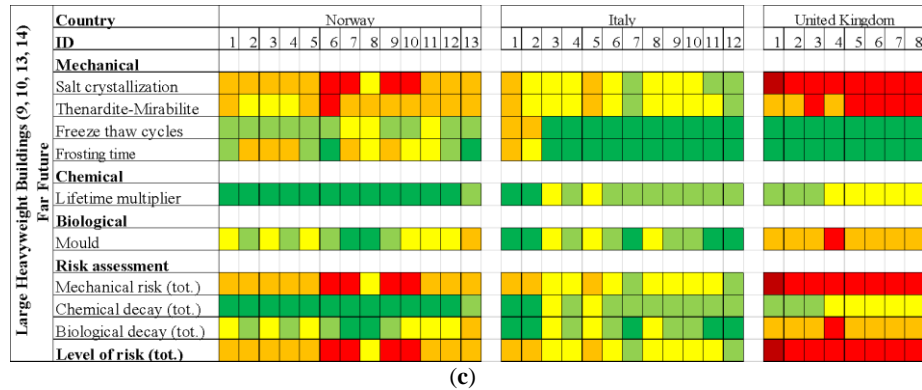 Large Heavyweight Buildings (9, 10, 13, 14)
Far Future
Country Norway Italy United Kingdom
ID 1 2 3 4 5 6 7 8 9 10 11 12 13 1 2 3 4 5 6 7 8 9 10 11 12 1 2 3 4 5 6 7 8
Mechanical
Salt crystallization
Thenardite-Mirabilite
Freeze thaw cycles
Frosting time
Chemical
Lifetime multiplier
Biological
Mould
Risk assessment
Mechanical risk (tot.)
Chemical decay (tot.)
Biological decay (tot.)
Level of risk (tot.)
(c)